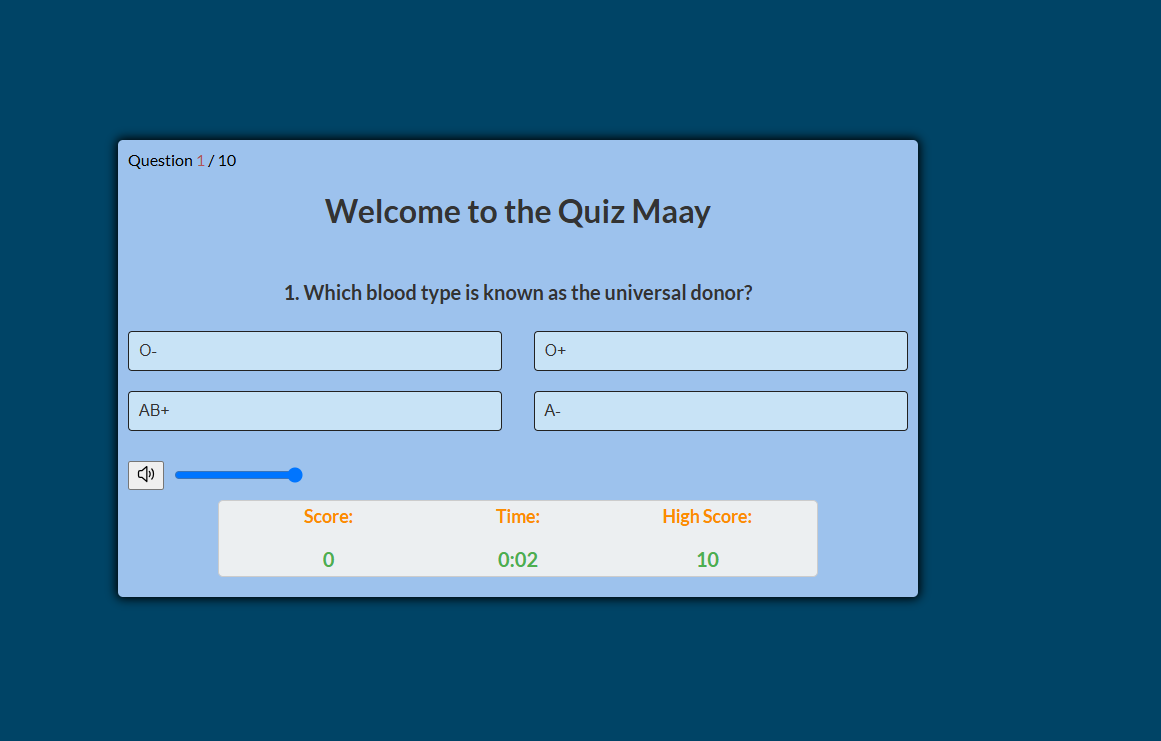 Question 1 / 10
Welcome to the Quiz Maay
1. Which blood type is known as the universal donor?
O-
O+
AB+
A-
Score:
Time:
High Score:
0
0:02
10